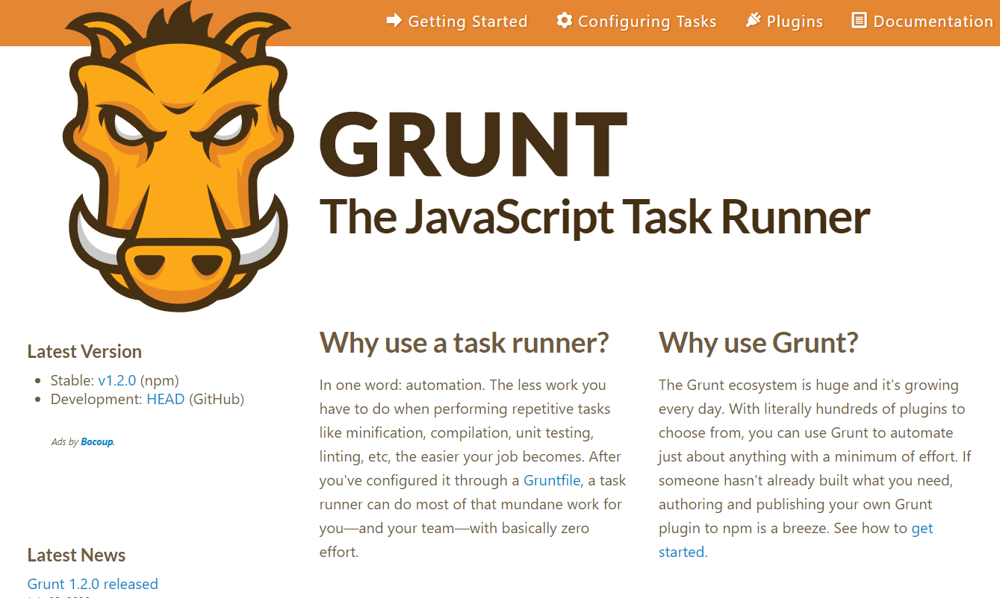 Getting Started
Configuring Tasks
Plugins
Documentation
GRUNT
The JavaScript Task Runner
Latest Version
Stable: v1.2.0 (npm)
Development: HEAD (GitHub)
Ads by Bocoup.
Latest News
Grunt 1.2.0 released
Why use a task runner?
In one word: automation. The less work you
have to do when performing repetitive tasks
like minification, compilation, unit testing,
linting, etc, the easier your job becomes. After
you've configured it through a Gruntfile, a task
runner can do most of that mundane work for
you—and your team—with basically zero
effort.
Why use Grunt?
The Grunt ecosystem is huge and it's growing
every day. With literally hundreds of plugins to
choose from, you can use Grunt to automate
just about anything with a minimum of effort. If
someone hasn't already built what you need,
authoring and publishing your own Grunt
plugin to npm is a breeze. See how to get
started.